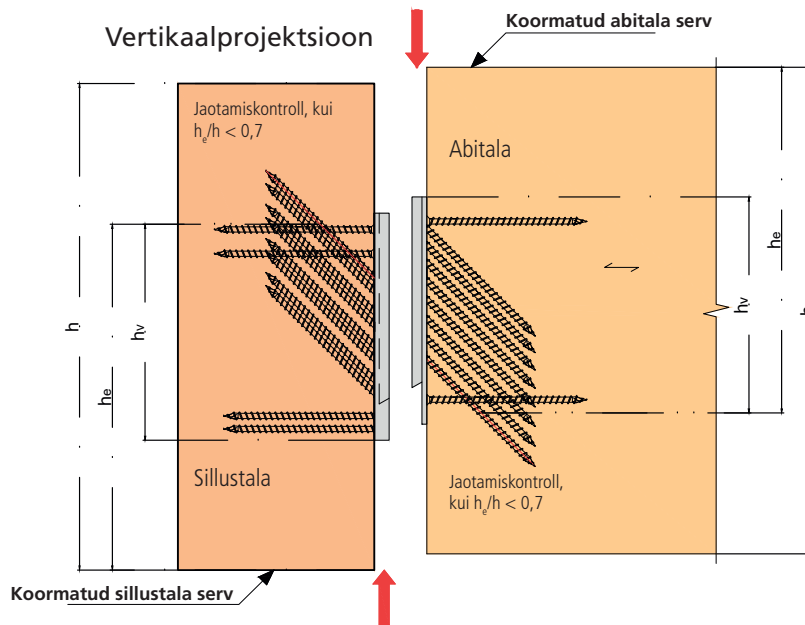 Vertikaalprojektsioon
Koormatud abitala serv
Jaotamiskontroll, kui
hₑ/h < 0,7
Abitala
h
he
hv
hv
he
h
Sillustala
Jaotamiskontroll,
kui hₑ/h < 0,7
Koormatud sillustala serv